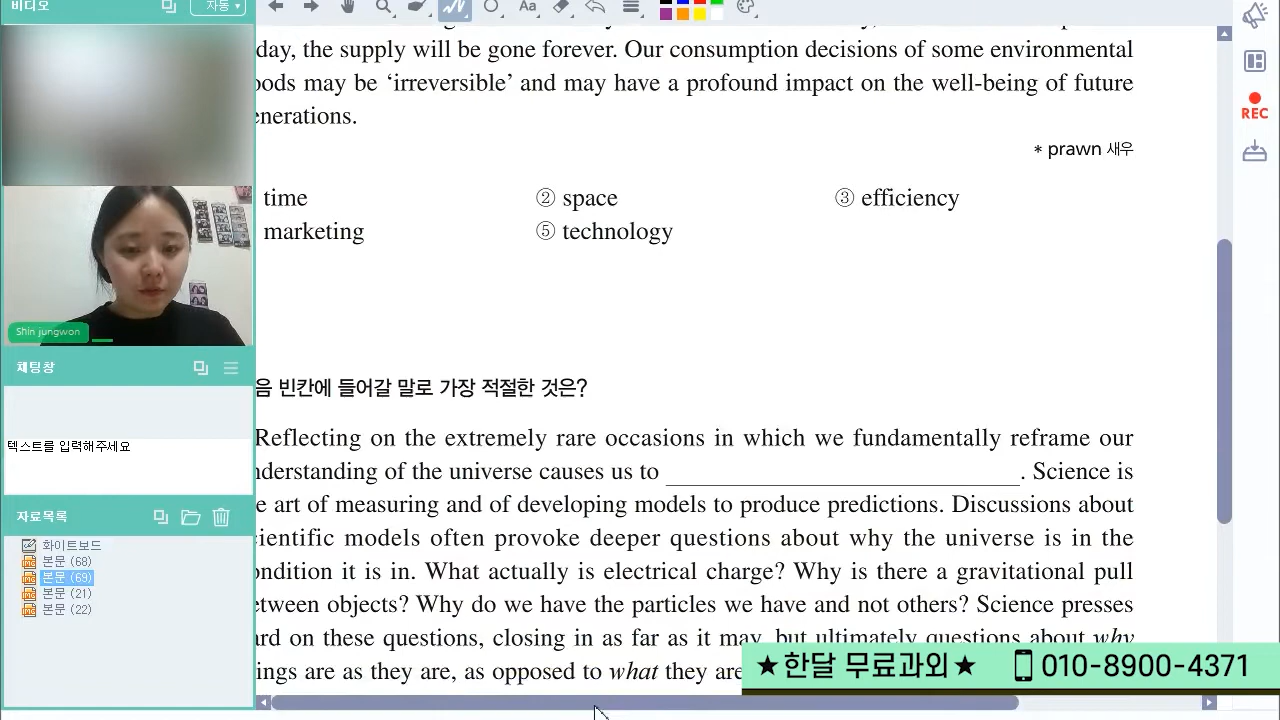 비디오
자동
Aa
day, the supply will be gone forever. Our consumption decisions of some environmental
oods may be ‘irreversible’ and may have a profound impact on the well-being of future
enerations.
* prawn 새우
time
② space
③ efficiency
marketing
⑤ technology
Shin jungwon
채팅창
텍스트를 입력해주세요
자료목록
화이트보드
본문 (68)
본문 (69)
본문 (21)
본문 (22)
음 빈칸에 들어갈 말로 가장 적절한 것은?
Reflecting on the extremely rare occasions in which we fundamentally reframe our
nderstanding of the universe causes us to ____________________. Science is
e art of measuring and of developing models to produce predictions. Discussions about
cientific models often provoke deeper questions about why the universe is in the
ondition it is in. What actually is electrical charge? Why is there a gravitational pull
etween objects? Why do we have the particles we have and not others? Science presses
ard on these questions, closing in as far as it may, but ultimately questions about why
ings are as they are, as opposed to what they are
★한달 무료과외★ 010-8900-4371
REC